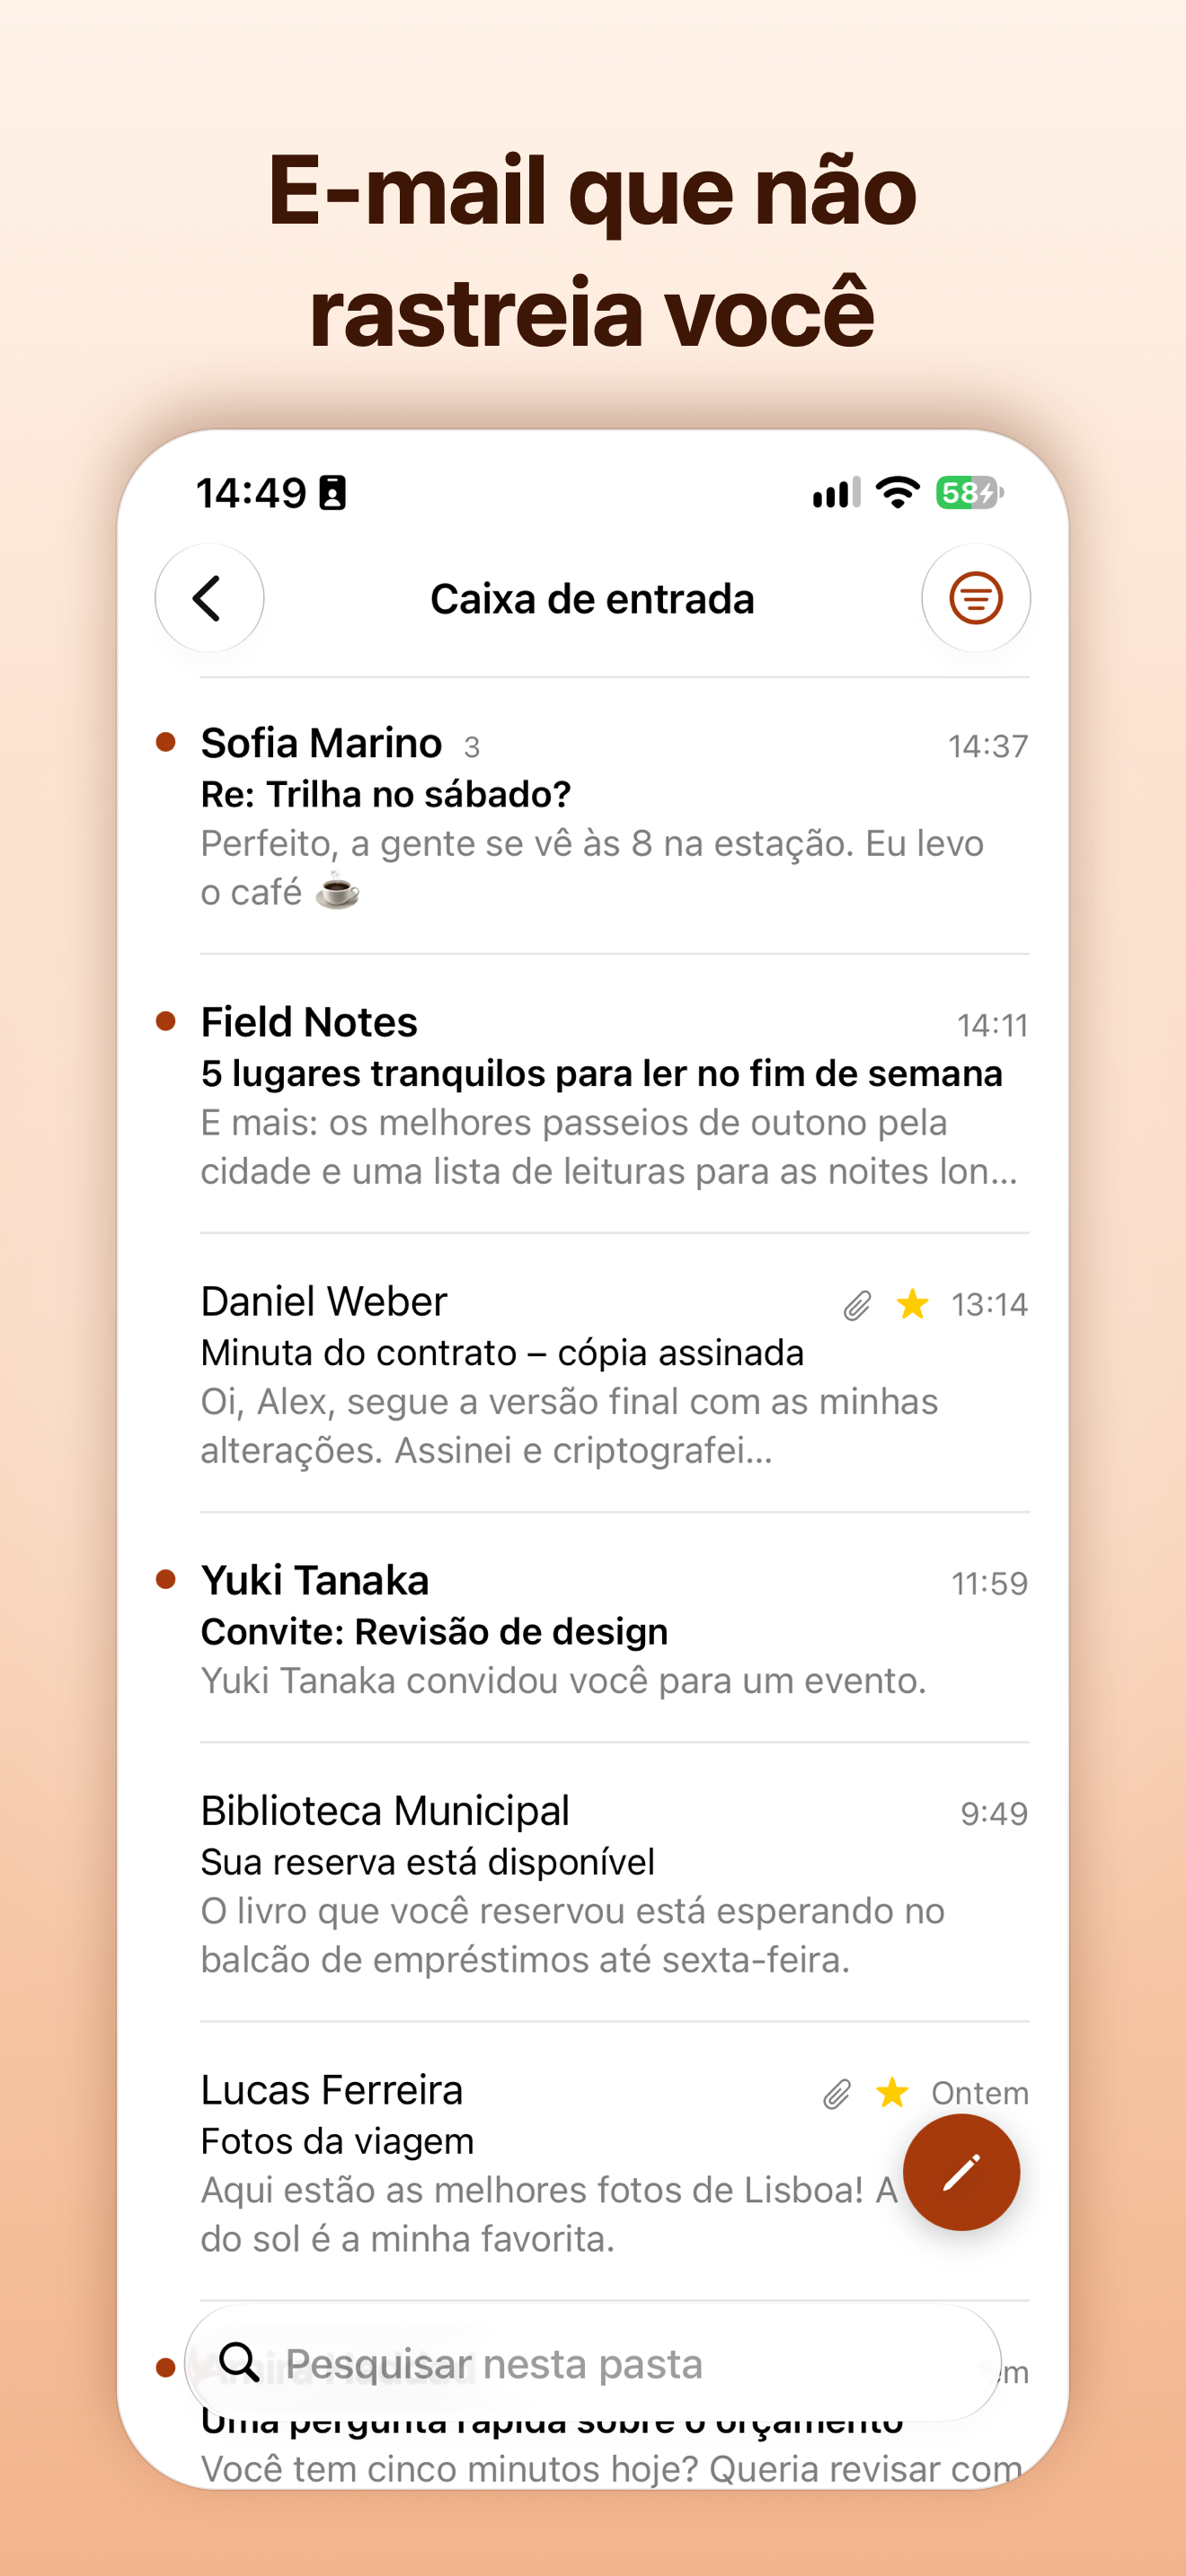 E-mail que não
rastreia você
14:49
58
Caixa de entrada
Sofia Marino 3 14:37
Re: Trilha no sábado?
Perfeito, a gente se vê às 8 na estação. Eu levo
o café ☕
Field Notes 14:11
5 lugares tranquilos para ler no fim de semana
E mais: os melhores passeios de outono pela
cidade e uma lista de leituras para as noites lon...
Daniel Weber 13:14
Minuta do contrato – cópia assinada
Oi, Alex, segue a versão final com as minhas
alterações. Assinei e criptografei...
Yuki Tanaka 11:59
Convite: Revisão de design
Yuki Tanaka convidou você para um evento.
Biblioteca Municipal 9:49
Sua reserva está disponível
O livro que você reservou está esperando no
balcão de empréstimos até sexta-feira.
Lucas Ferreira Ontem
Fotos da viagem
Aqui estão as melhores fotos de Lisboa! A
do sol é a minha favorita.
Pesquisar nesta pasta
Uma pergunta rápida sobre o orçamento
Você tem cinco minutos hoje? Queria revisar com